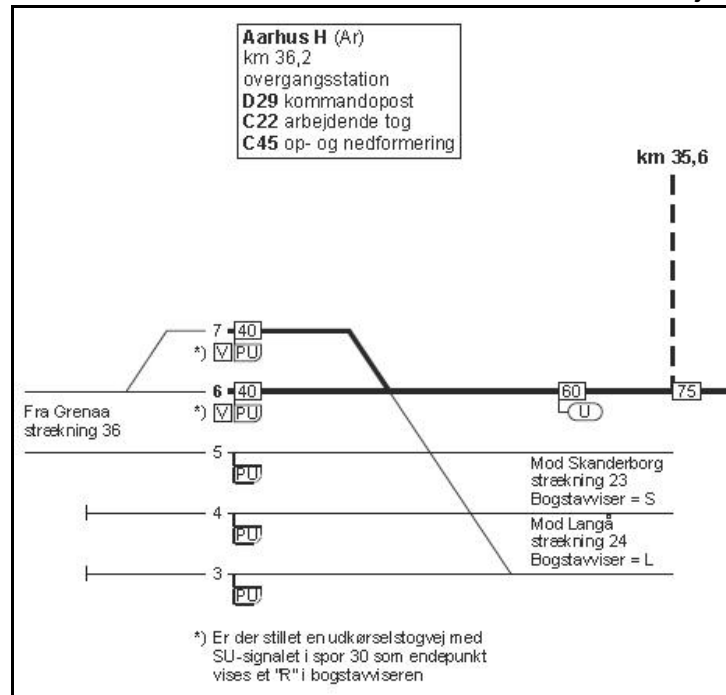 Aarhus H (Ar)
km 36,2
overgangsstation
D29 kommandopost
C22 arbejdende tog
C45 op- og nedformering
km 35,6
7 40
*) V PU
6 40 60 75
*) V PU U
Fra Grenaa
strækning 36
5
PU
Mod Skanderborg
strækning 23
Bogstavviser = S
4
PU
Mod Langå
strækning 24
Bogstavviser = L
3
PU
*) Er der stillet en udkørselstogvej med
SU-signalet i spor 30 som endepunkt
vises et "R" i bogstavviseren